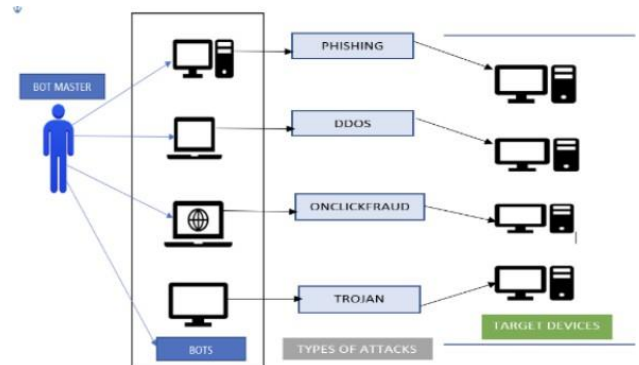 BOT MASTER
PHISHING
DDOS
ONCLICKFRAUD
TROJAN
BOTS
TYPES OF ATTACKS
TARGET DEVICES